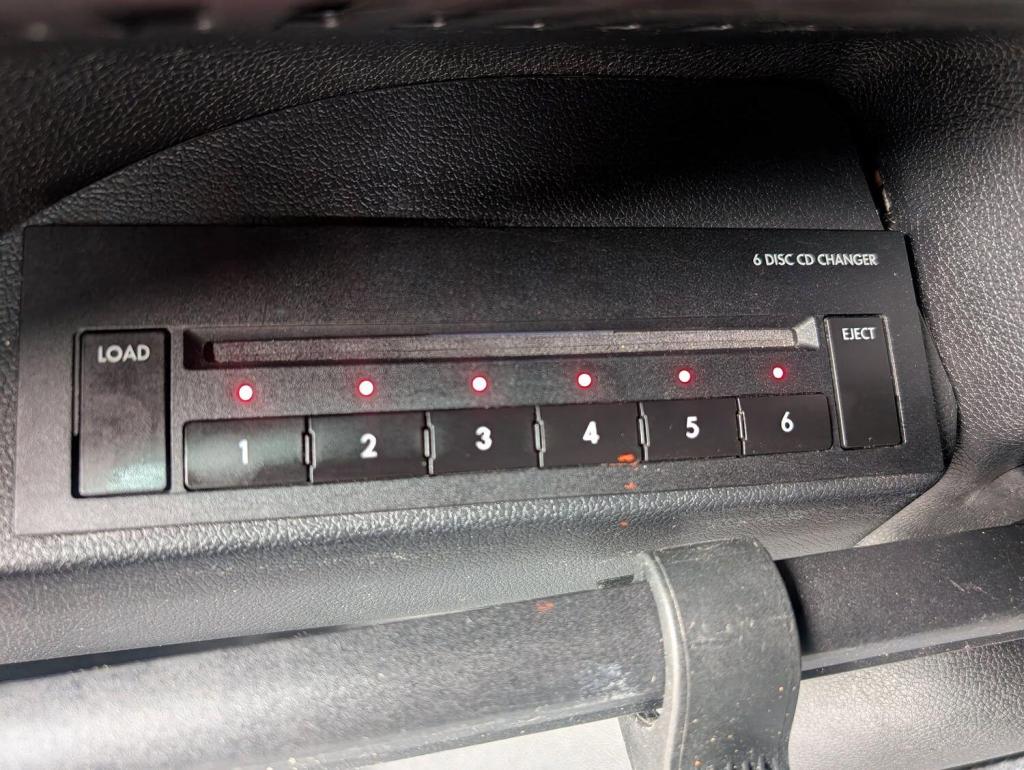 6 DISC CD CHANGER
LOAD
EJECT
1 2 3 4 5 6